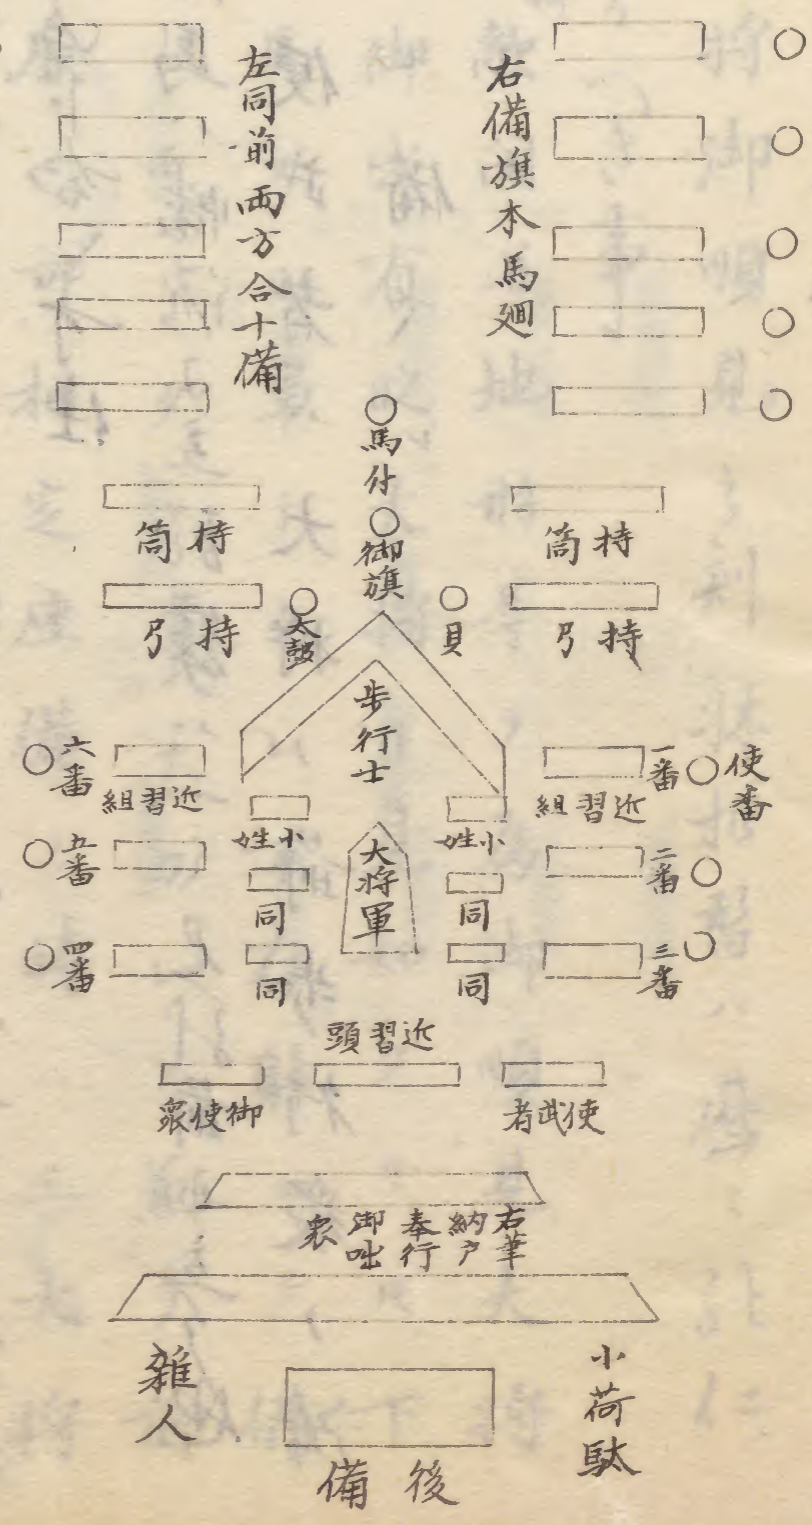 右備旗本馬廻
左同前両方合十備
馬付
御旗
持筒
持筒
持弓
持弓
貝
太鼓
歩行士
使番
一番
近習組
二番
三番
六番
近習組
五番
四番
小姓
同
同
小姓
同
同
大将軍
近習頭
使武者
御使衆
右筆
納戸
奉行
御咄
衆
小荷駄
雑人
後備